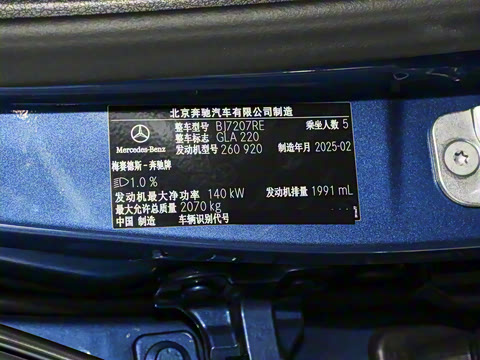 北京奔驰汽车有限公司制造
整车型号 BJ7207RE 乘坐人数 5
整车标志 GLA 220
发动机型号 260 920 制造年月 2025-02
Mercedes-Benz
梅赛德斯-奔驰牌
1.0 %
发动机最大净功率 140 kW 发动机排量 1991 mL
最大允许总质量 2070 kg
中国 制造 车辆识别代号